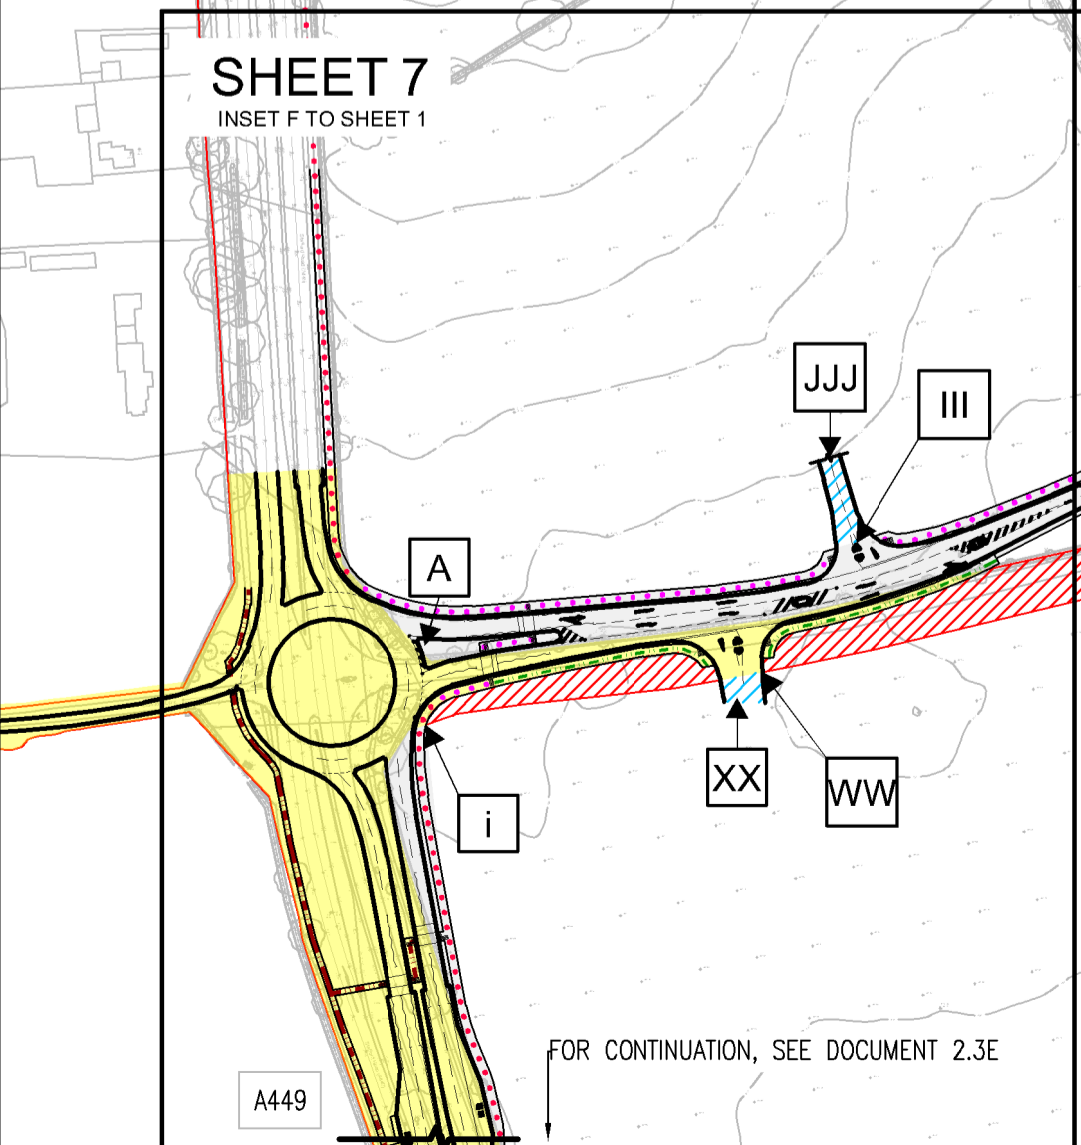 SHEET 7
INSET F TO SHEET 1
JJJ
III
A
XX
WW
i
FOR CONTINUATION, SEE DOCUMENT 2.3E
A449